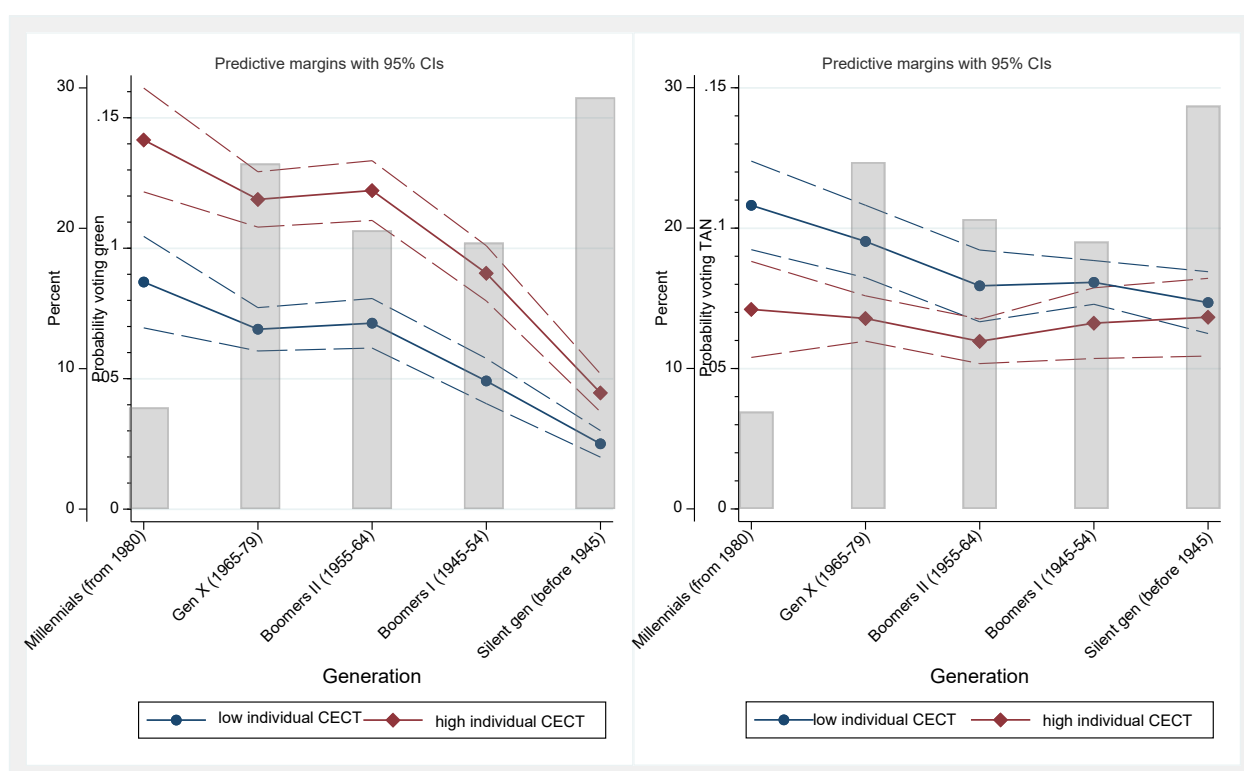 Predictive margins with 95% CIs
30
20
10
0
Percent
.15
.1
.05
0
Probability voting green
Millennials (from 1980)
Gen X (1965-79)
Boomers II (1955-64)
Boomers I (1945-54)
Silent gen (before 1945)
Generation
low individual CECT
high individual CECT
Predictive margins with 95% CIs
30
20
10
0
Percent
.15
.1
.05
0
Probability voting TAN
Millennials (from 1980)
Gen X (1965-79)
Boomers II (1955-64)
Boomers I (1945-54)
Silent gen (before 1945)
Generation
low individual CECT
high individual CECT